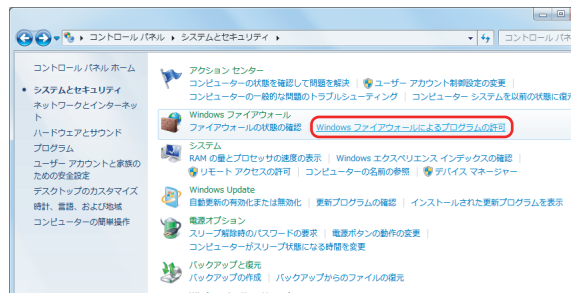 コントロール パネル ▸ システムとセキュリティ ▸
コントロール パネ
コントロール パネル ホーム
システムとセキュリティ
ネットワークとインターネッ
ト
ハードウェアとサウンド
プログラム
ユーザー アカウントと家族の
ための安全設定
デスクトップのカスタマイズ
時計、言語、および地域
コンピューターの簡単操作
アクション センター
コンピューターの状態を確認して問題を解決 | ユーザー アカウント制御設定の変更 |
コンピューターの一般的な問題のトラブルシューティング | コンピューター システムを以前の状態に復元
Windows ファイアウォール
ファイアウォールの状態の確認 | Windows ファイアウォールによるプログラムの許可
システム
RAM の量とプロセッサの速度の表示 | Windows エクスペリエンス インデックスの確認 |
リモート アクセスの許可 | コンピューターの名前の参照 | デバイス マネージャー
Windows Update
自動更新の有効化または無効化 | 更新プログラムの確認 | インストールされた更新プログラムを表示
電源オプション
スリープ解除時のパスワードの要求 | 電源ボタンの動作の変更 |
コンピューターがスリープ状態になる時間を変更
バックアップと復元
バックアップの作成 | バックアップからのファイルの復元